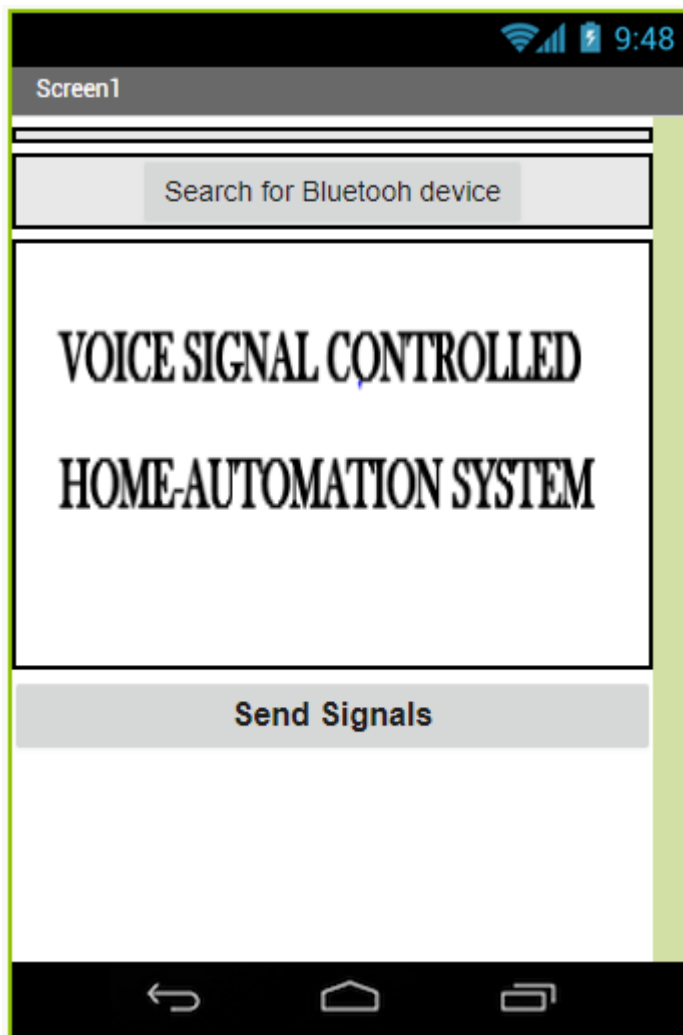 9:48
Screen1
Search for Bluetooh device
VOICE SIGNAL CONTROLLED
HOME-AUTOMATION SYSTEM
Send Signals